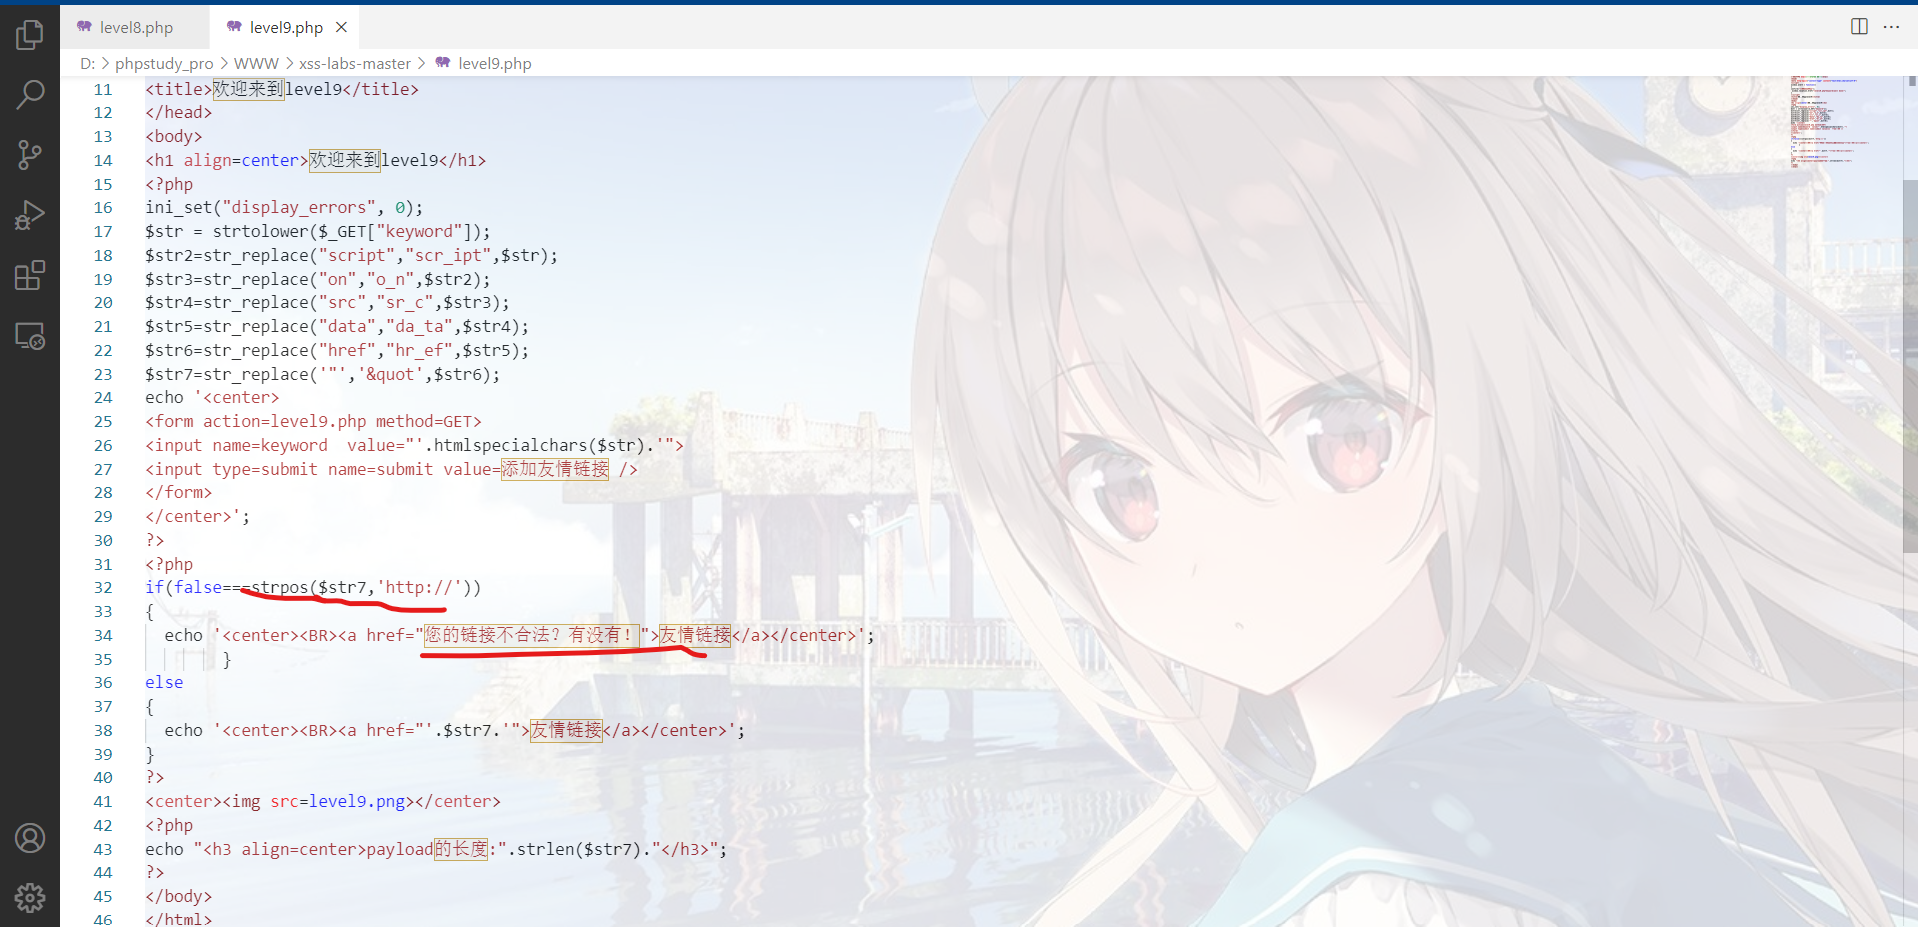 level8.php
level9.php
D: > phpstudy_pro > WWW > xss-labs-master > level9.php
11 <title>欢迎来到level9</title>
12 </head>
13 <body>
14 <h1 align=center>欢迎来到level9</h1>
15 <?php
16 ini_set("display_errors", 0);
17 $str = strtolower($_GET["keyword"]);
18 $str2=str_replace("script","scr_ipt",$str);
19 $str3=str_replace("on","o_n",$str2);
20 $str4=str_replace("src","sr_c",$str3);
21 $str5=str_replace("data","da_ta",$str4);
22 $str6=str_replace("href","hr_ef",$str5);
23 $str7=str_replace('"','&quot',$str6);
24 echo '<center>
25 <form action=level9.php method=GET>
26 <input name=keyword  value="'.htmlspecialchars($str).'">
27 <input type=submit name=submit value=添加友情链接 />
28 </form>
29 </center>';
30 ?>
31 <?php
32 if(false===strpos($str7,'http://'))
33 {
34   echo '<center><BR><a href="您的链接不合法？有没有！">友情链接</a></center>';
35         }
36 else
37 {
38   echo '<center><BR><a href="'.$str7.'">友情链接</a></center>';
39 }
40 ?>
41 <center><img src=level9.png></center>
42 <?php
43 echo "<h3 align=center>payload的长度:".strlen($str7)."</h3>";
44 ?>
45 </body>
46 </html>